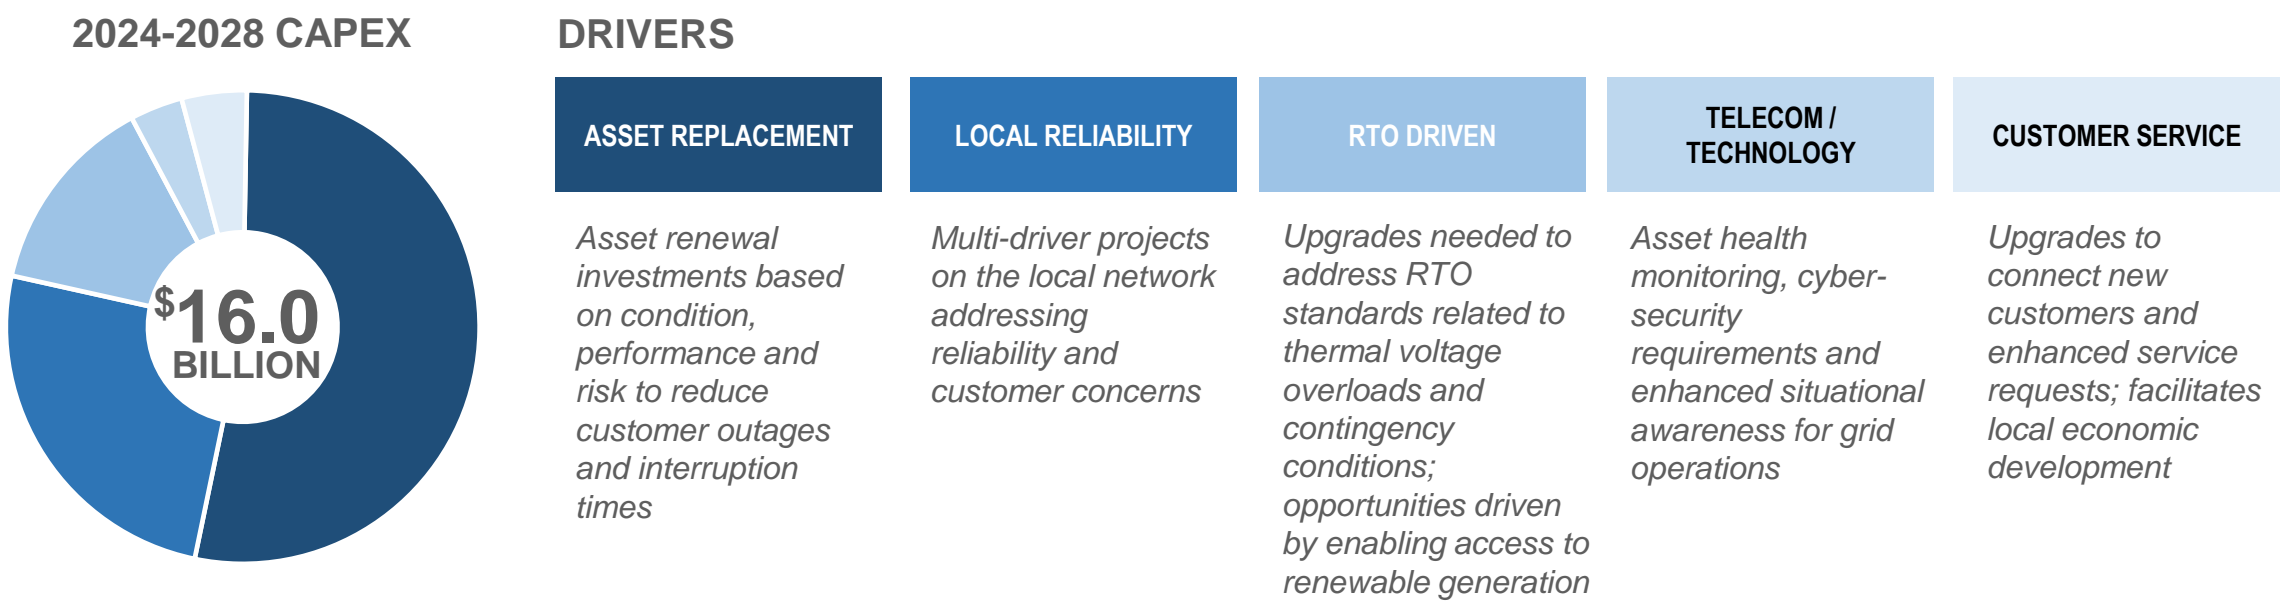 2024-2028 CAPEX
$16.0
BILLION
DRIVERS
ASSET REPLACEMENT
Asset renewal
investments based
on condition,
performance and
risk to reduce
customer outages
and interruption
times
LOCAL RELIABILITY
Multi-driver projects
on the local network
addressing
reliability and
customer concerns
RTO DRIVEN
Upgrades needed to
address RTO
standards related to
thermal voltage
overloads and
contingency
conditions;
opportunities driven
by enabling access to
renewable generation
TELECOM /
TECHNOLOGY
Asset health
monitoring, cyber-
security
requirements and
enhanced situational
awareness for grid
operations
CUSTOMER SERVICE
Upgrades to
connect new
customers and
enhanced service
requests; facilitates
local economic
development